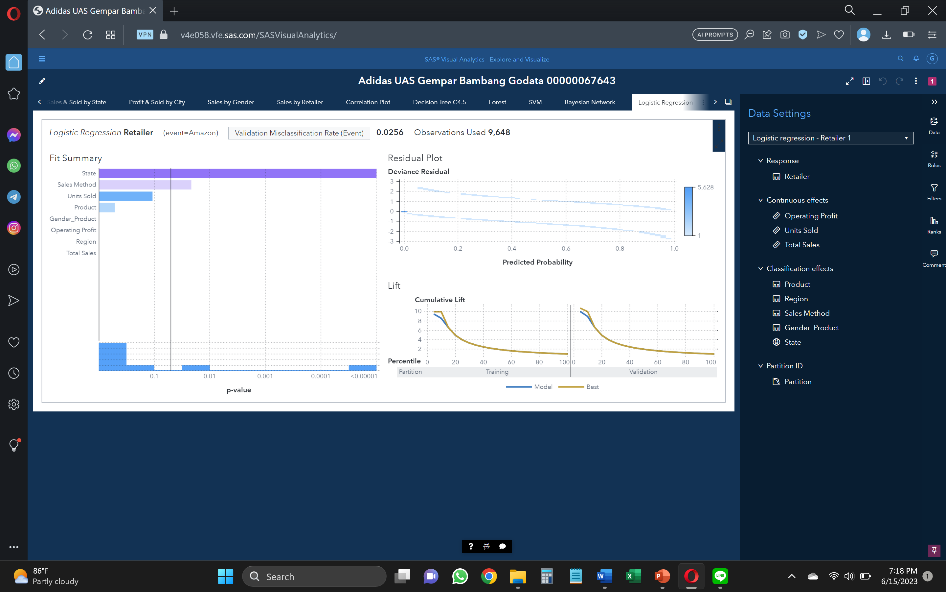 Adidas UAS Gempar Bamb
VPN
v4e058.vfe.sas.com/SASVisualAnalytics/
AI PROMPTS
SAS® Visual Analytics - Explore and Visualize
G
Adidas UAS Gempar Bambang Godata 00000067643
1
& Sold by State
Profit & Sold by City
Sales by Gender
Sales by Retailer
Correlation Plot
Decision Tree C4.5
Forest
SVM
Bayesian Network
Logistic Regression
Logistic Regression Retailer (event=Amazon)
Validation Misclassification Rate (Event) 0.0256
Observations Used 9,648
Fit Summary
State
Sales Method
Units Sold
Product
Gender_Product
Operating Profit
Region
Total Sales
0.1 0.01 0.001 0.0001 <0.00001
p-value
Residual Plot
Deviance Residual
3
2
1
0
-1
-2
-3
0.0 0.2 0.4 0.6 0.8 1.0
Predicted Probability
5,628
1
Lift
Cumulative Lift
10
8
6
4
2
Percentile 0 20 40 60 80 100 0 20 40 60 80 100
Partition Training Validation
Model Best
Data Settings
Logistic regression - Retailer 1
Response
Retailer
Continuous effects
Operating Profit
Units Sold
Total Sales
Classification effects
Product
Region
Sales Method
Gender_Product
State
Partition ID
Partition
Data
Roles
Filters
Ranks
Comment
?
86°F
Partly cloudy
Search
7:18 PM
6/15/2023
1